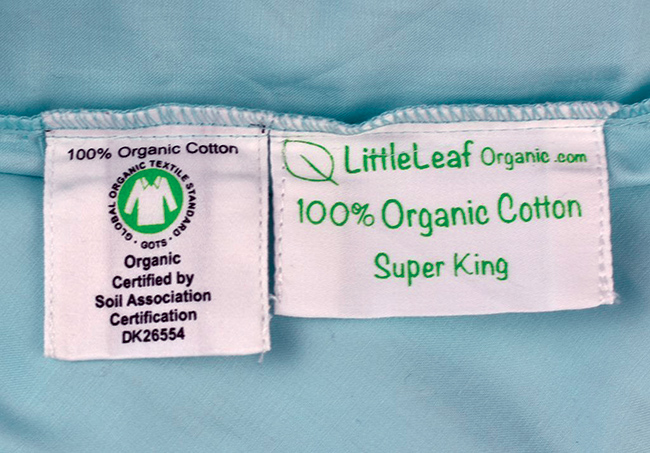 100% Organic Cotton
GLOBAL ORGANIC TEXTILE STANDARD · GOTS ·
Organic
Certified by
Soil Association
Certification
DK26554
LittleLeaf Organic.com
100% Organic Cotton
Super King